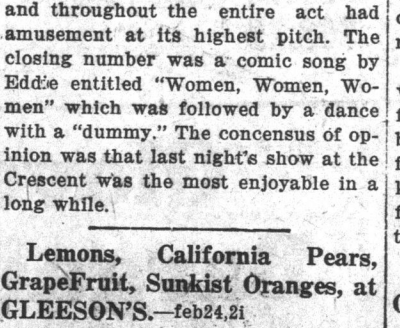 and throughout the entire act had
amusement at its highest pitch. The
closing number was a comic song by
Eddie entitled "Women, Women, Wo-
men" which was followed by a dance
with a "dummy." The concensus of op-
inion was that last night's show at the
Crescent was the most enjoyable in a
long while.
Lemons, California Pears,
GrapeFruit, Sunkist Oranges, at
GLEESON'S.—feb24,2i